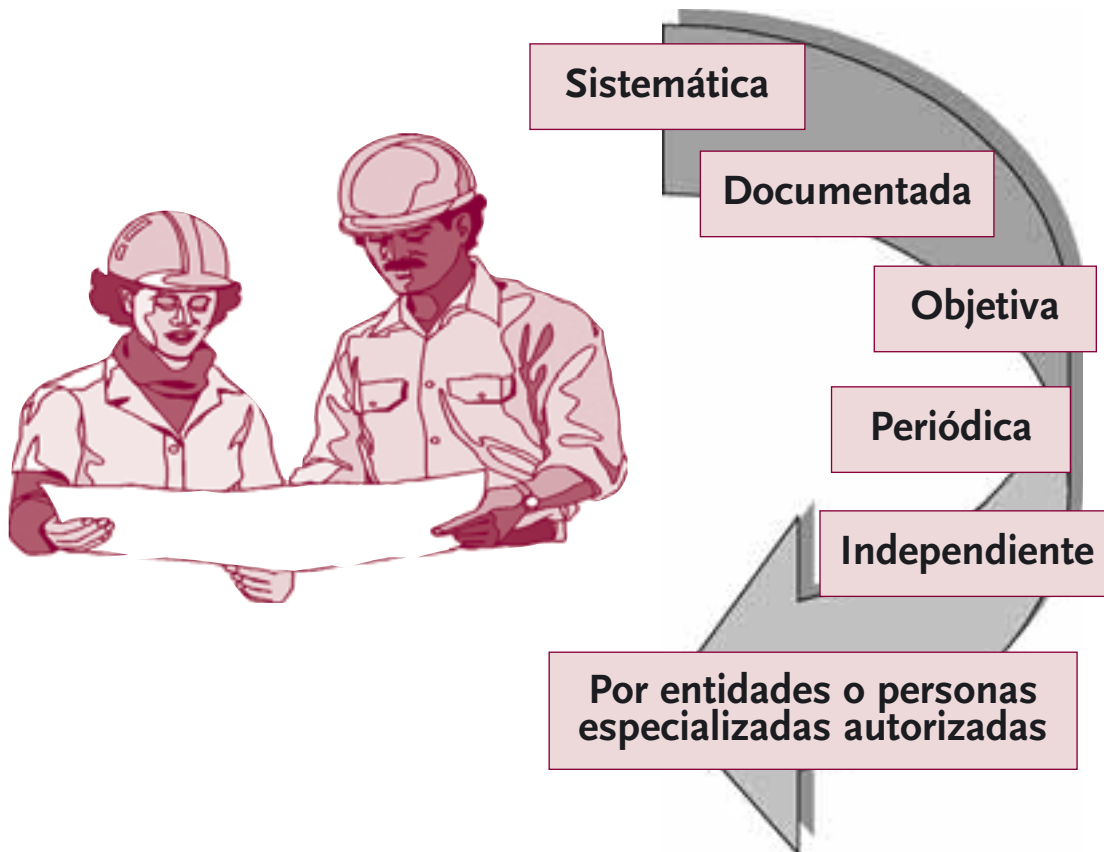 Sistemática
Documentada
Objetiva
Periódica
Independiente
Por entidades o personas
especializadas autorizadas